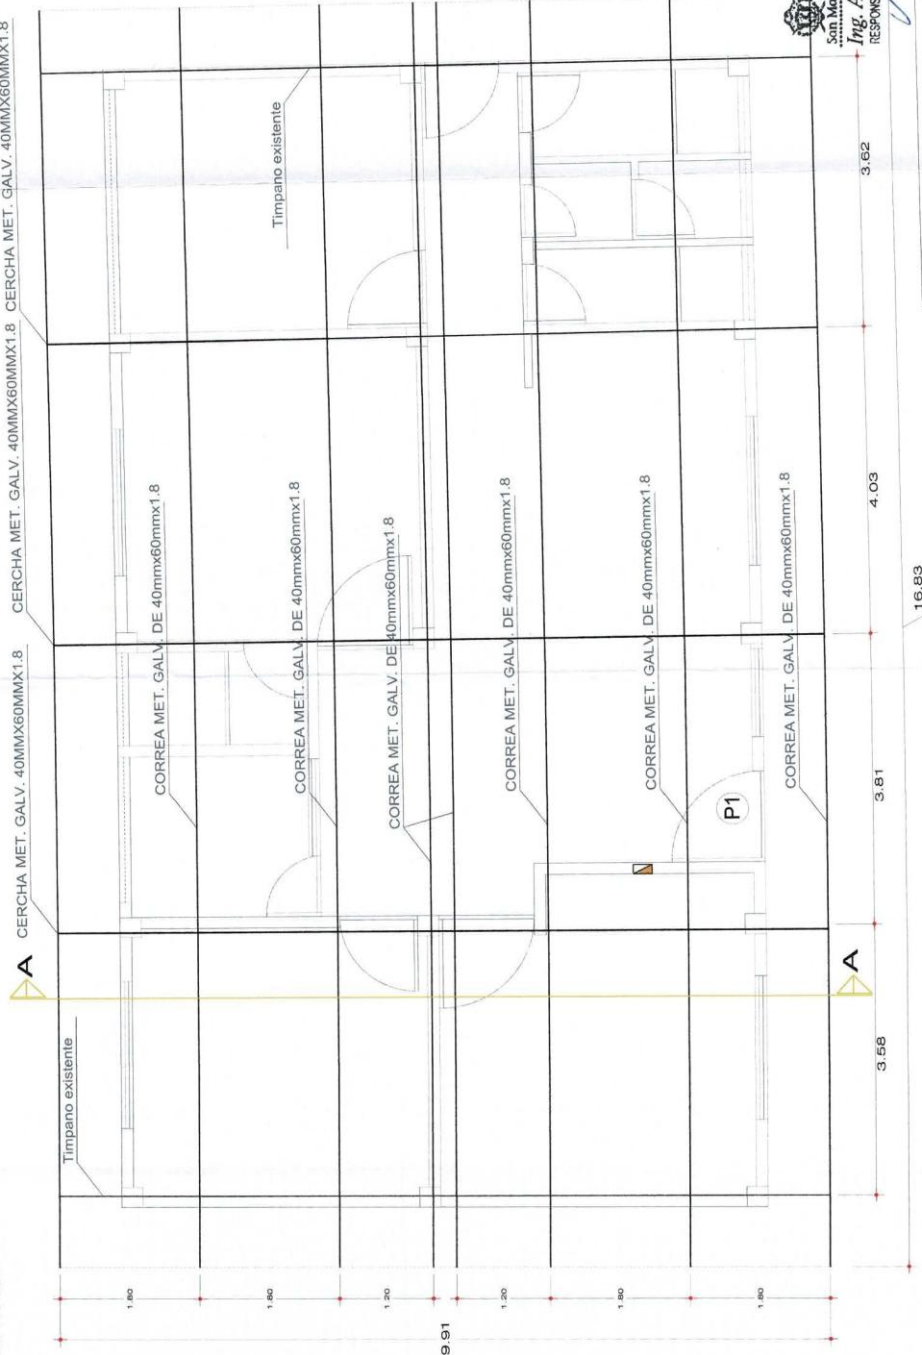 CERCHA MET. GALV. 40MMX60MMX1.8
CERCHA MET. GALV. 40MMX60MMX1.8
CERCHA MET. GALV. 40MMX60MMX1.8
San
Ing. A
RESPONS
A
Timpano existente
Timpano existente
CORREA MET. GALV. DE 40mmx60mmx1.8
CORREA MET. GALV. DE 40mmx60mmx1.8
CORREA MET. GALV. DE 40mmx60mmx1.8
CORREA MET. GALV. DE 40mmx60mmx1.8
CORREA MET. GALV. DE 40mmx60mmx1.8
CORREA MET. GALV. DE 40mmx60mmx1.8
P1
A
1.80
1.80
1.20
1.20
1.80
1.80
9.91
3.58
3.81
4.03
3.62
16.83